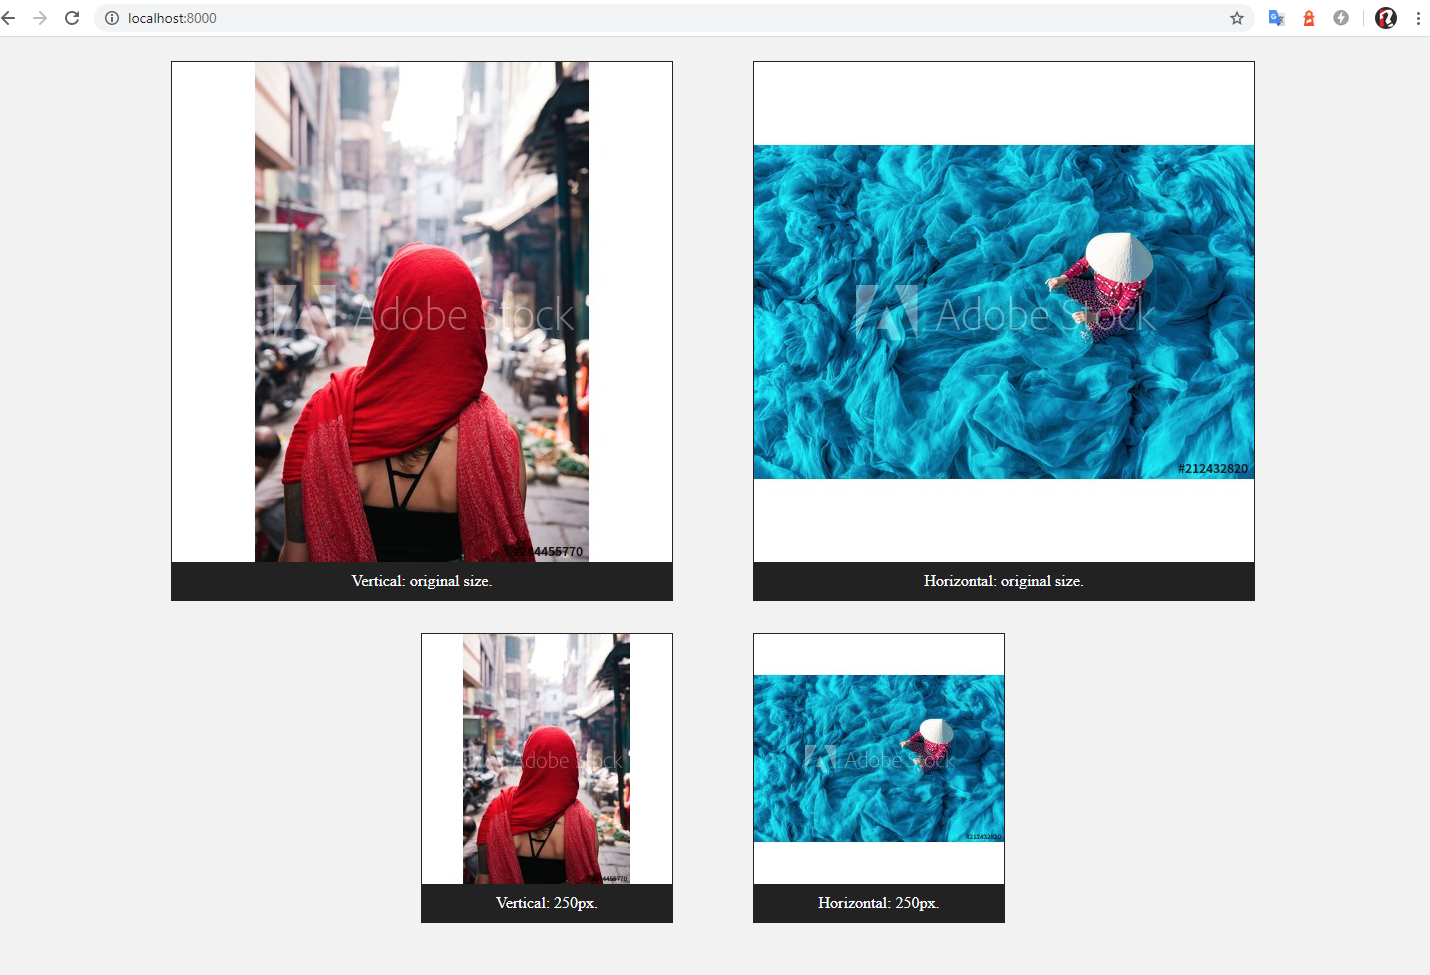 localhost:8000
Adobe Stock
Adobe Stock
#212432820
#244455770
Vertical: original size.
Horizontal: original size.
Adobe Stock
Adobe Stock
#212432820
Vertical: 250px.
Horizontal: 250px.